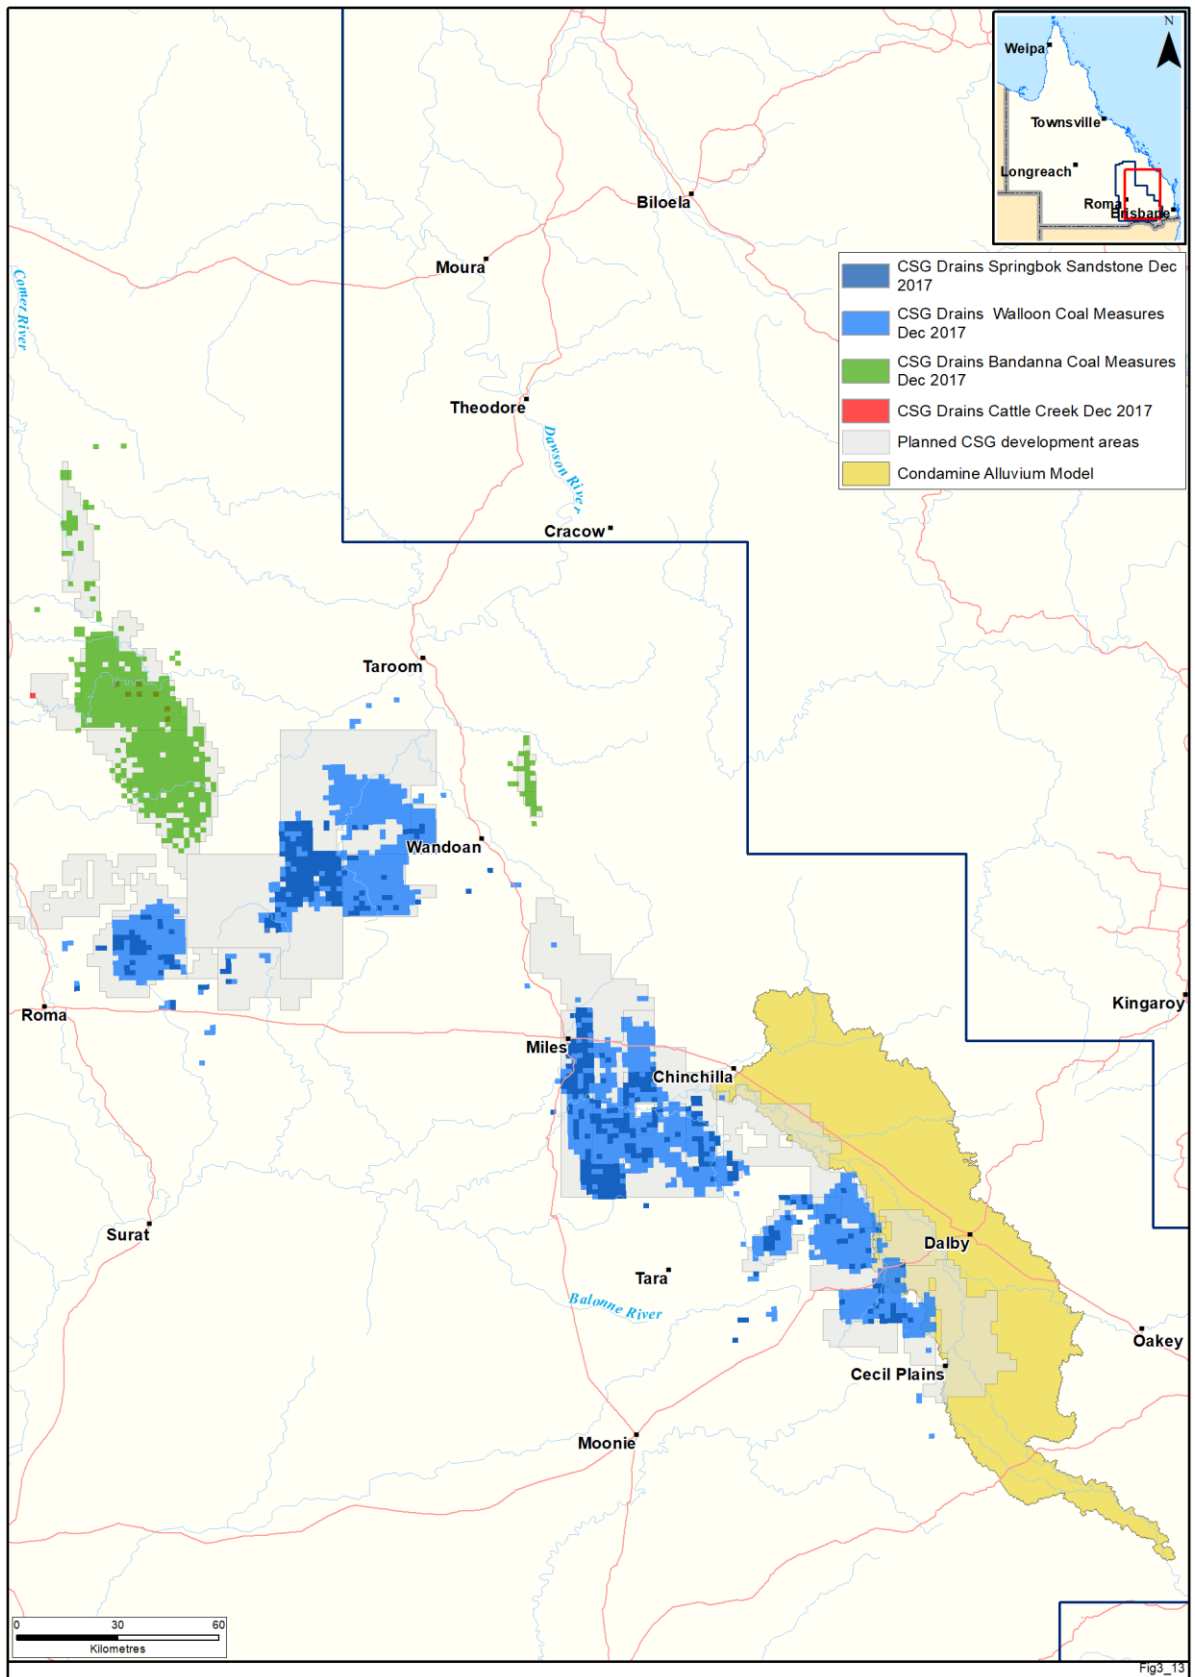 N
Weipa
Townsville
Longreach
Roma
Brisbane
CSG Drains Springbok Sandstone Dec
2017
CSG Drains Walloon Coal Measures
Dec 2017
CSG Drains Bandanna Coal Measures
Dec 2017
CSG Drains Cattle Creek Dec 2017
Planned CSG development areas
Condamine Alluvium Model
Biloela
Moura
Comer River
Theodore
Dawson River
Cracow
Taroom
Wandoan
Kingaroy
Roma
Miles
Chinchilla
Surat
Dalby
Tara
Balonne River
Oakey
Cecil Plains
Moonie
0 30 60
Kilometres
Fig3_13